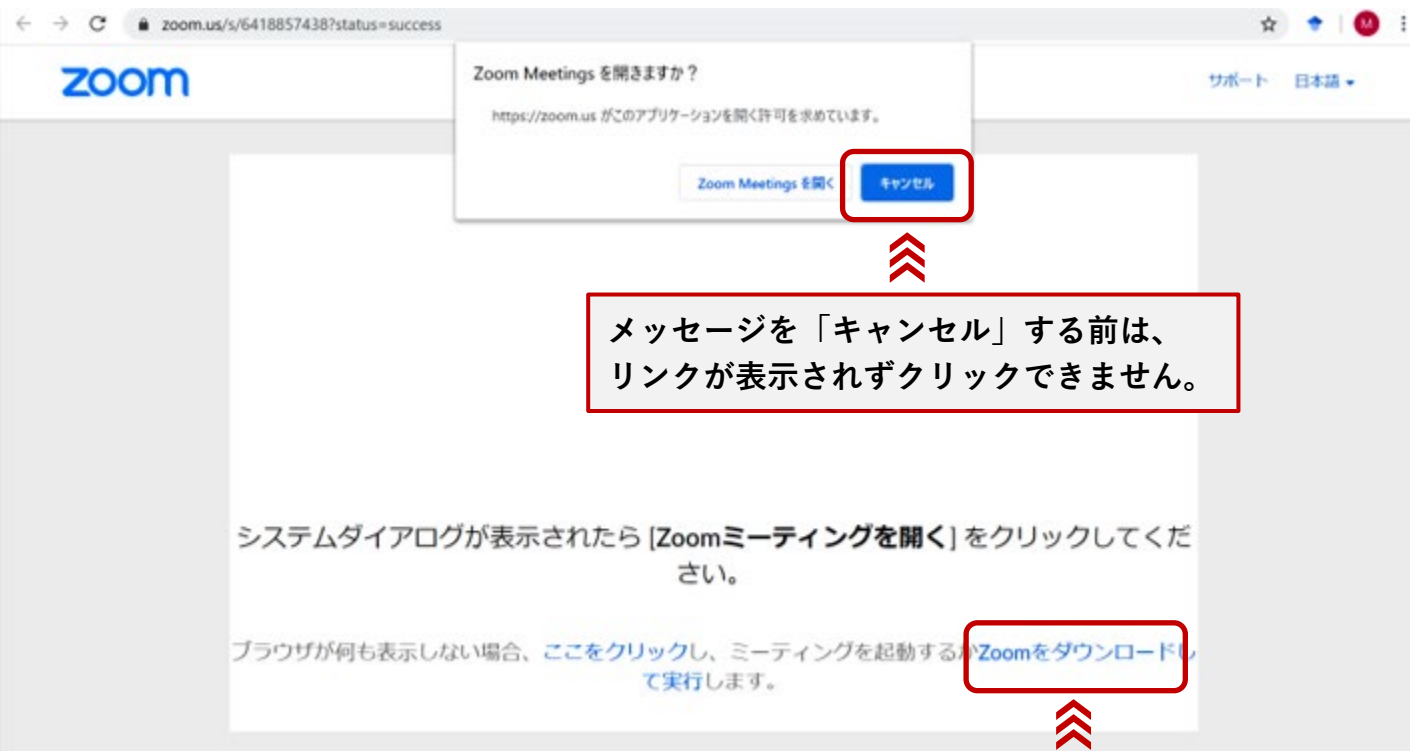 zoom.us/s/6418857438?status=success
M
zoom
サポート 日本語
Zoom Meetings を開きますか？
https://zoom.us がこのアプリケーションを開く許可を求めています。
Zoom Meetings を開く キャンセル
メッセージを「キャンセル」する前は、
リンクが表示されずクリックできません。
システムダイアログが表示されたら [Zoomミーティングを開く] をクリックしてくだ
さい。
ブラウザが何も表示しない場合、ここをクリックし、ミーティングを起動するかZoomをダウンロードし
て実行します。